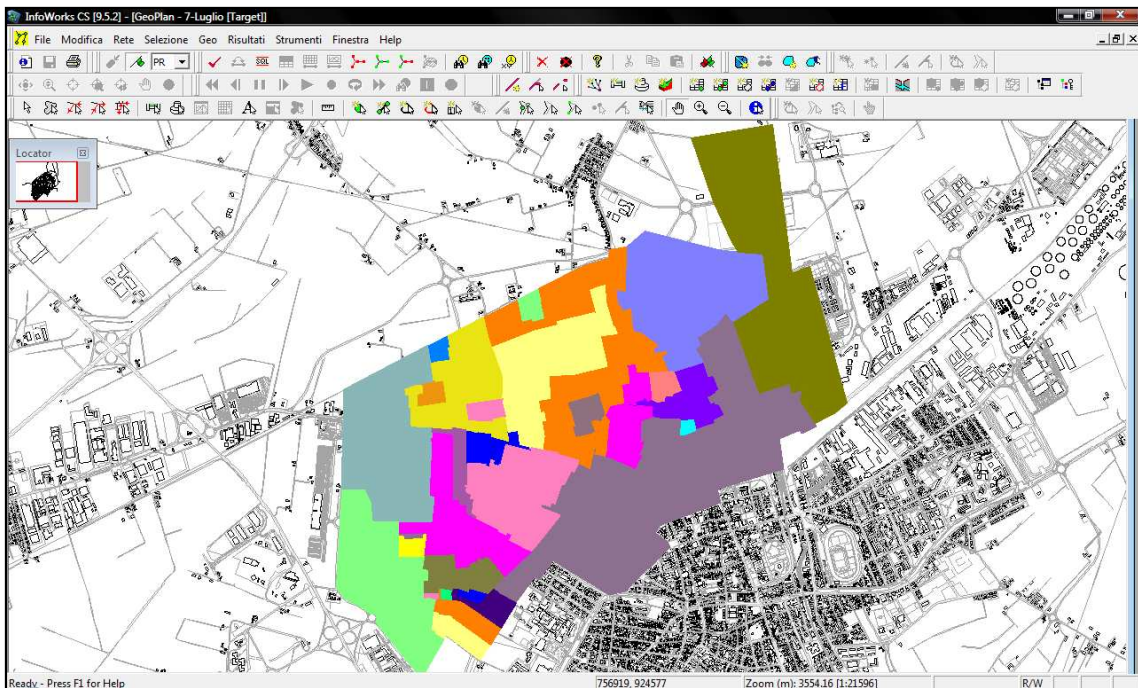 InfoWorks CS [9.5.2] - [GeoPlan - 7-Luglio [Target]]
File Modifica Rete Selezione Geo Risultati Strumenti Finestra Help
PR
SQL
Locator
Ready - Press F1 for Help 756919, 924577 Zoom (m): 3554.16 [1:21596] R/W